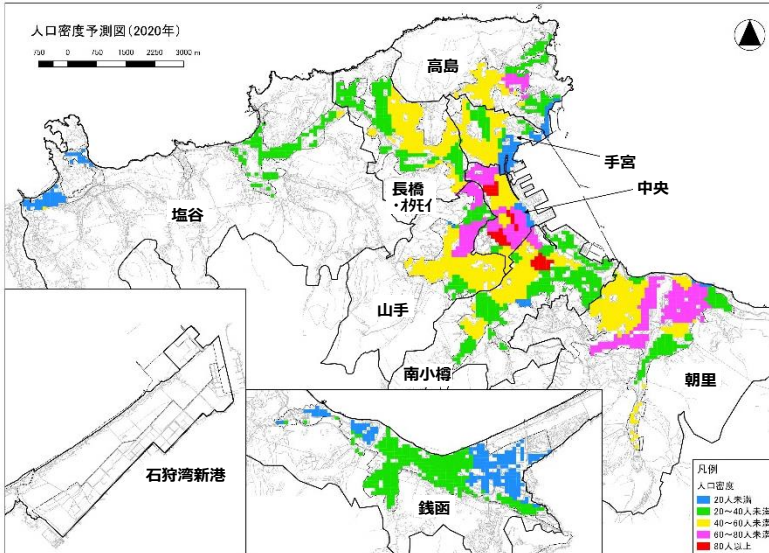 人口密度予測図(2020年)
750 0 750 1500 2250 3000 m
高島
手宮
中央
長橋
・オタモイ
塩谷
山手
南小樽
朝里
石狩湾新港
銭函
凡例
人口密度
20人未満
20~40人未満
40~60人未満
60~80人未満
80人以上